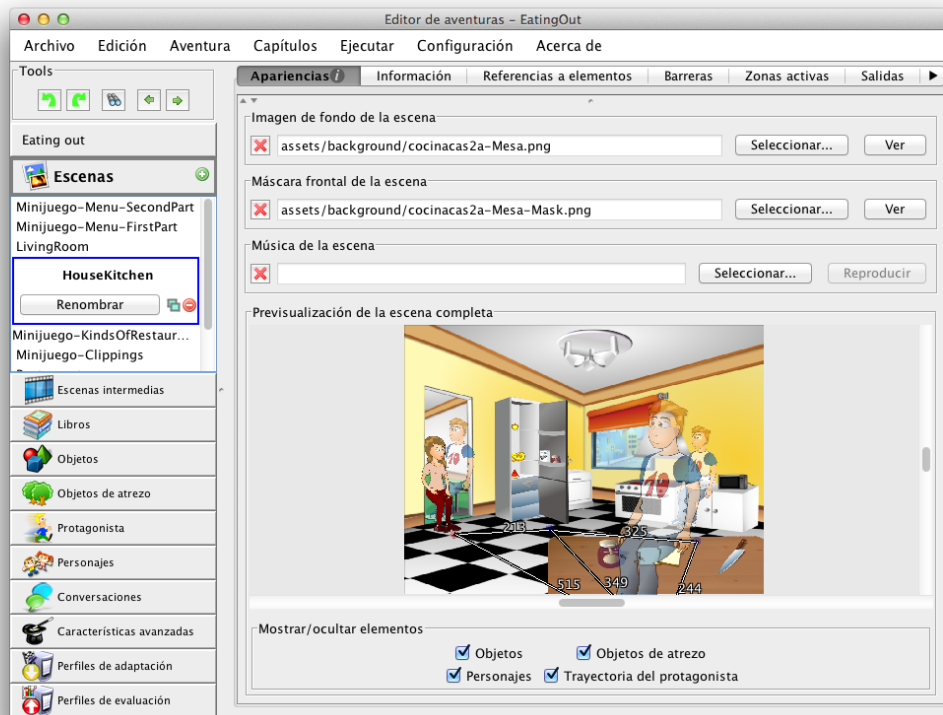 Editor de aventuras – EatingOut
Archivo Edición Aventura Capítulos Ejecutar Configuración Acerca de
Tools
Eating out
Escenas
Minijuego-Menu-SecondPart
Minijuego-Menu-FirstPart
LivingRoom
HouseKitchen
Renombrar
Minijuego-KindsOfRestaur...
Minijuego-Clippings
Escenas intermedias
Libros
Objetos
Objetos de atrezo
Protagonista
Personajes
Conversaciones
Características avanzadas
Perfiles de adaptación
Perfiles de evaluación
Apariencias Información Referencias a elementos Barreras Zonas activas Salidas
Imagen de fondo de la escena
assets/background/cocinacas2a-Mesa.png Seleccionar... Ver
Máscara frontal de la escena
assets/background/cocinacas2a-Mesa-Mask.png Seleccionar... Ver
Música de la escena
Seleccionar... Reproducir
Previsualización de la escena completa
213 325
515 349 244
Mostrar/ocultar elementos
Objetos Objetos de atrezo
Personajes Trayectoria del protagonista